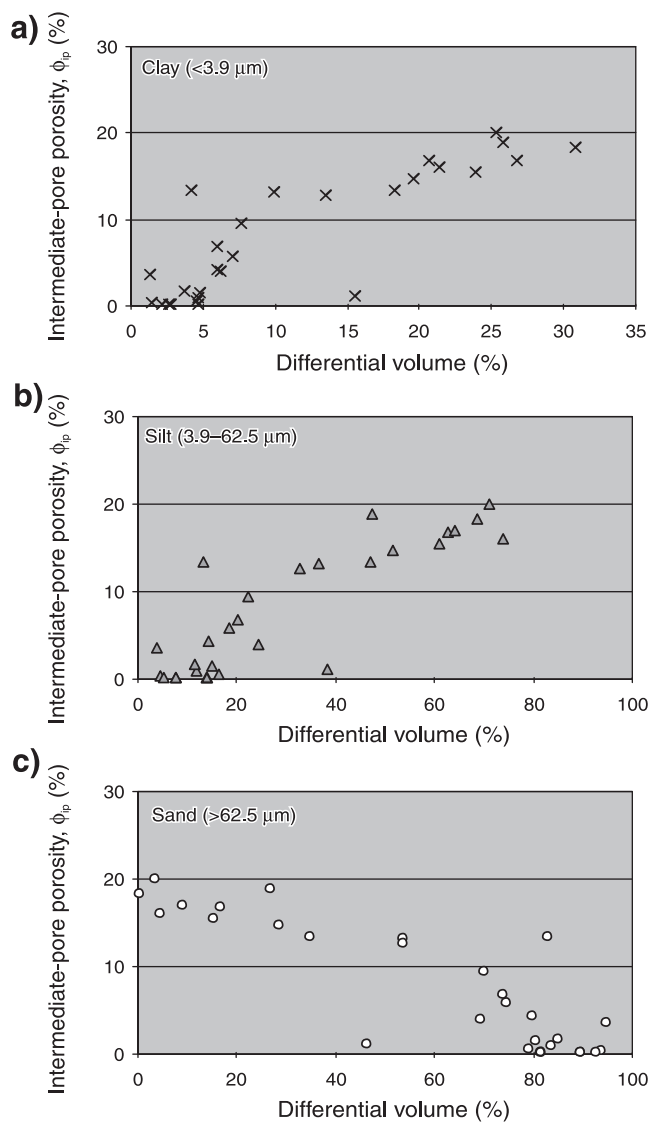 a)
Intermediate-pore porosity, ϕip (%)
30
20
10
0
Clay (<3.9 μm)
0 5 10 15 20 25 30 35
Differential volume (%)
b)
Intermediate-pore porosity, ϕip (%)
30
20
10
0
Silt (3.9–62.5 μm)
0 20 40 60 80 100
Differential volume (%)
c)
Intermediate-pore porosity, ϕip (%)
30
20
10
0
Sand (>62.5 μm)
0 20 40 60 80 100
Differential volume (%)